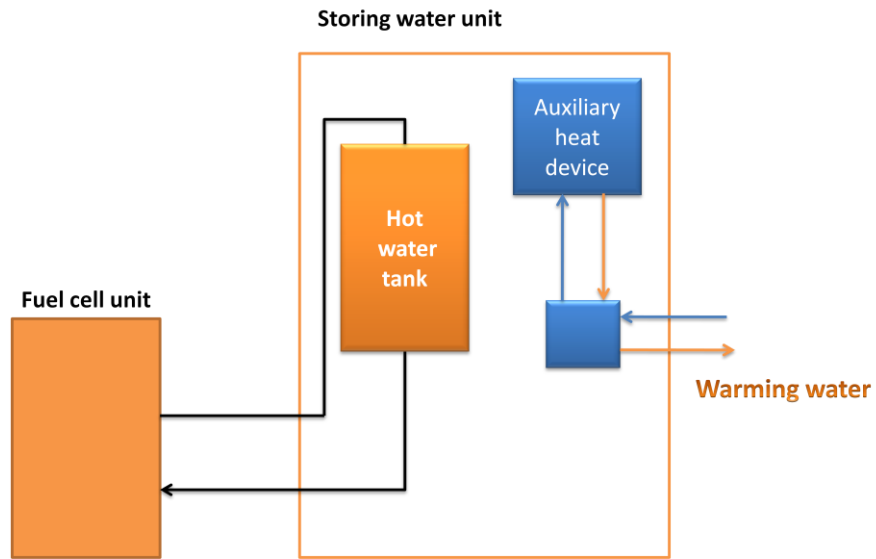 Storing water unit
Auxiliary
heat
device
Hot
water
tank
Fuel cell unit
Warming water